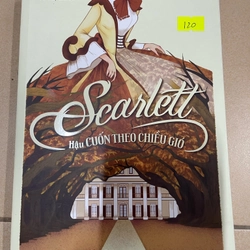 120
Scarlett
Hậu CUỐN THEO CHIỀU GIÓ